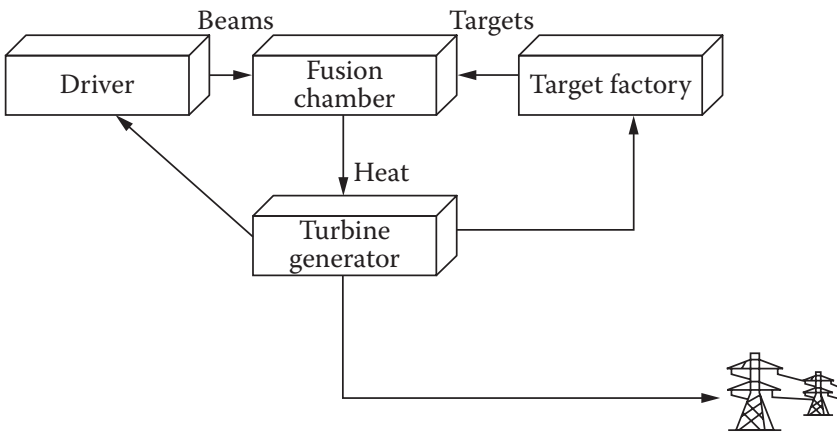 Beams
Targets
Driver
Fusion
chamber
Target factory
Heat
Turbine
generator